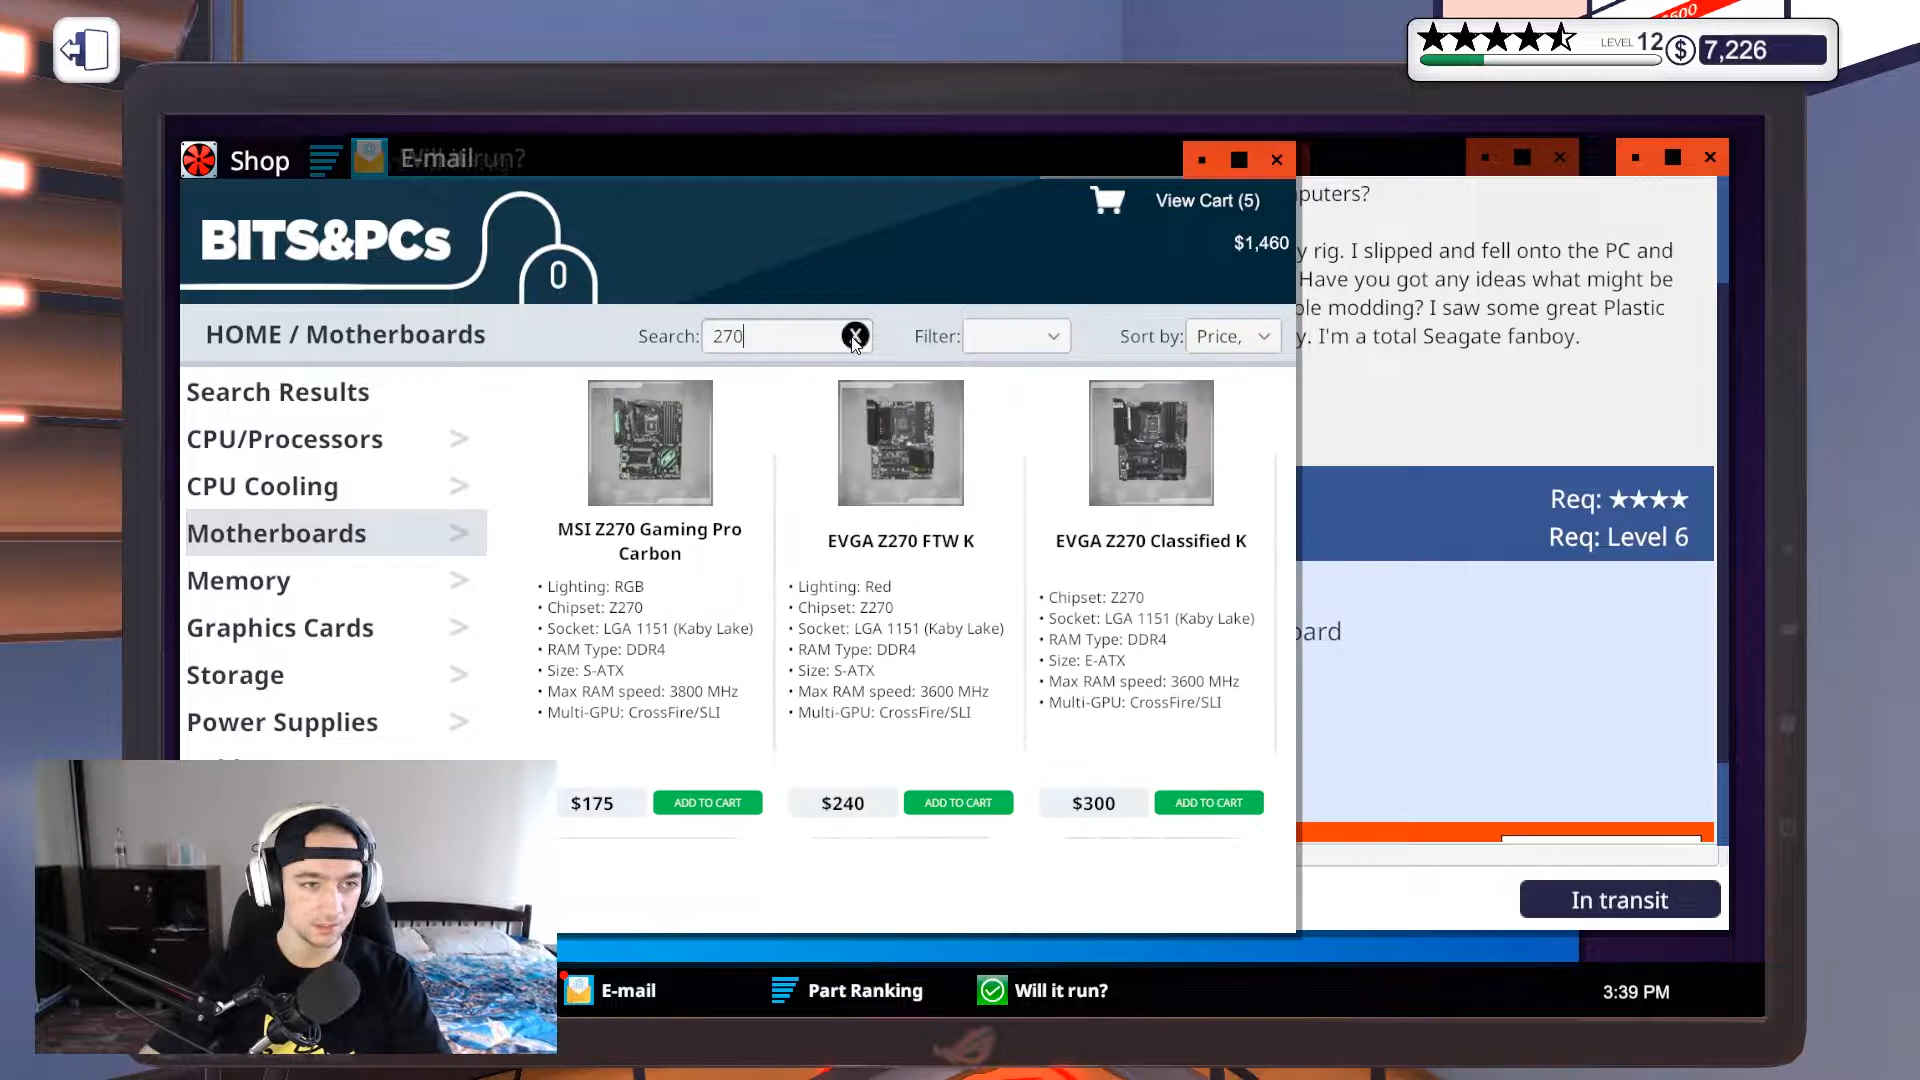 $500
LEVEL 12
$ 7,226
Shop
E-mail
run?
BITS&PCs
View Cart (5)
$1,460
HOME / Motherboards
Search:
270
X
Filter:
Sort by:
Price,
Search Results
CPU/Processors >
CPU Cooling >
Motherboards >
Memory >
Graphics Cards >
Storage >
Power Supplies >
MSI Z270 Gaming Pro
Carbon
• Lighting: RGB
• Chipset: Z270
• Socket: LGA 1151 (Kaby Lake)
• RAM Type: DDR4
• Size: S-ATX
• Max RAM speed: 3800 MHz
• Multi-GPU: CrossFire/SLI
$175
ADD TO CART
EVGA Z270 FTW K
• Lighting: Red
• Chipset: Z270
• Socket: LGA 1151 (Kaby Lake)
• RAM Type: DDR4
• Size: S-ATX
• Max RAM speed: 3600 MHz
• Multi-GPU: CrossFire/SLI
$240
ADD TO CART
EVGA Z270 Classified K
• Chipset: Z270
• Socket: LGA 1151 (Kaby Lake)
• RAM Type: DDR4
• Size: E-ATX
• Max RAM speed: 3600 MHz
• Multi-GPU: CrossFire/SLI
$300
ADD TO CART
puters?
y rig. I slipped and fell onto the PC and
Have you got any ideas what might be
ple modding? I saw some great Plastic
y. I'm a total Seagate fanboy.
Req: ★★★★
Req: Level 6
oard
In transit
E-mail
Part Ranking
Will it run?
3:39 PM